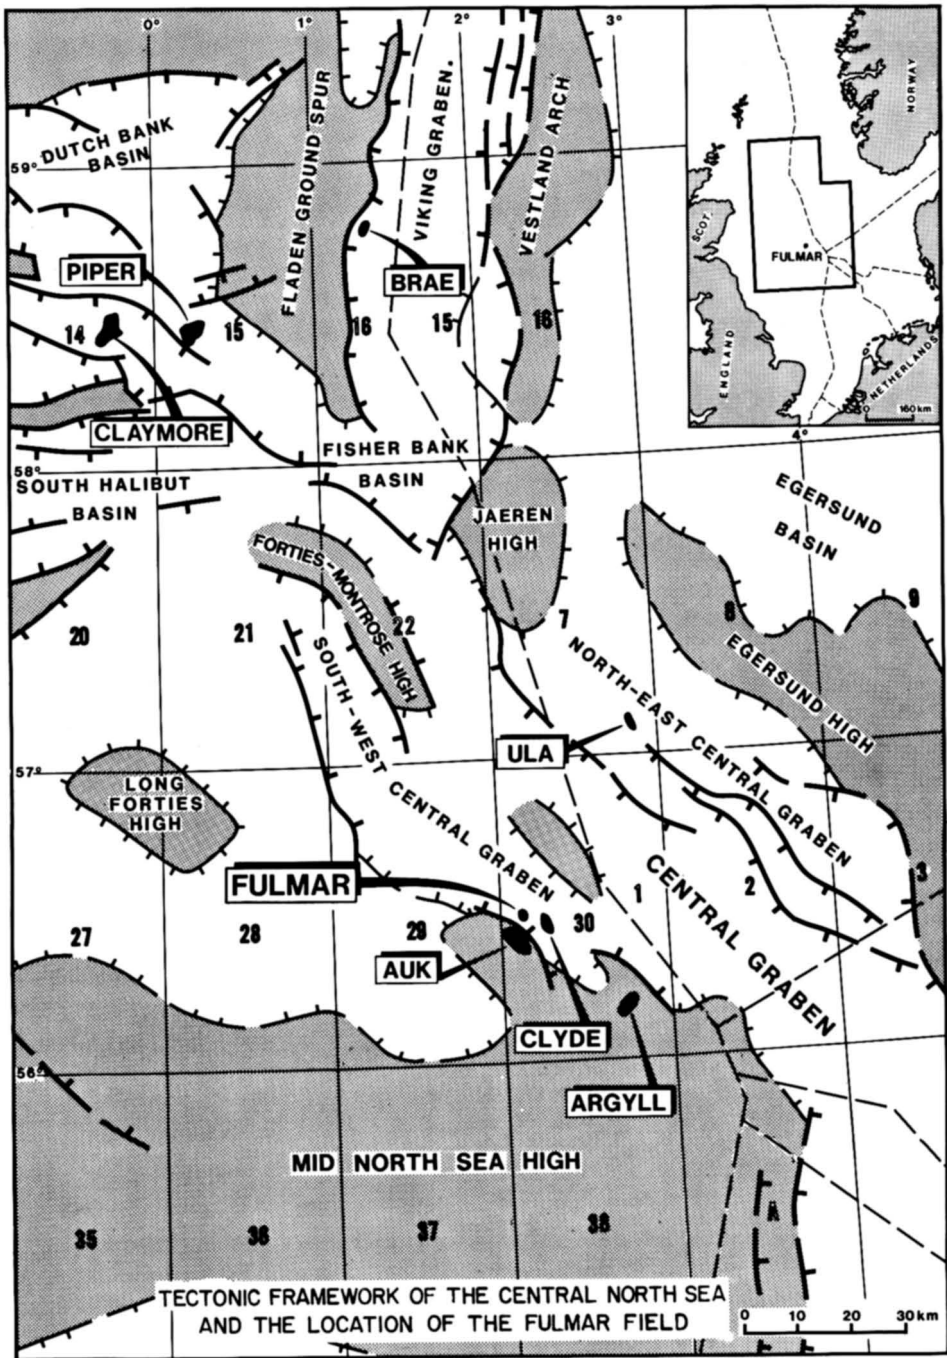 0°
1°
2°
3°
DUTCH BANK
BASIN
59°
FLADEN GROUND SPUR
VIKING GRABEN.
VESTLAND ARCH
NORWAY
SCOT.
FULMAR
ENGLAND
NETHERLANDS
0 160 km
PIPER
BRAE
14
15
16
15
16
CLAYMORE
58°
FISHER BANK
BASIN
4°
SOUTH HALIBUT
BASIN
JAEREN
HIGH
EGERSUND
BASIN
FORTIES-MONTROSE HIGH
20
21
22
7
8
9
SOUTH-WEST CENTRAL GRABEN
NORTH-EAST CENTRAL GRABEN
EGERSUND HIGH
ULA
57°
LONG
FORTIES
HIGH
FULMAR
CENTRAL GRABEN
1
2
3
27
28
29
30
AUK
CLYDE
ARGYLL
56°
MID NORTH SEA HIGH
35
36
37
38
A
TECTONIC FRAMEWORK OF THE CENTRAL NORTH SEA
AND THE LOCATION OF THE FULMAR FIELD
0 10 20 30 km